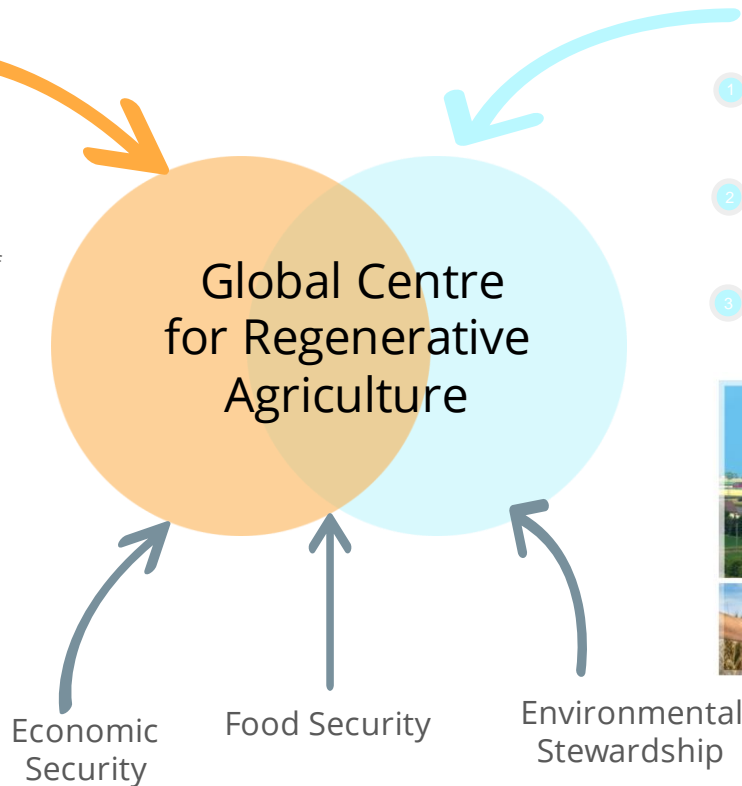 1
2
3
Global Centre
for Regenerative
Agriculture
Economic
Security
Food Security
Environmental
Stewardship